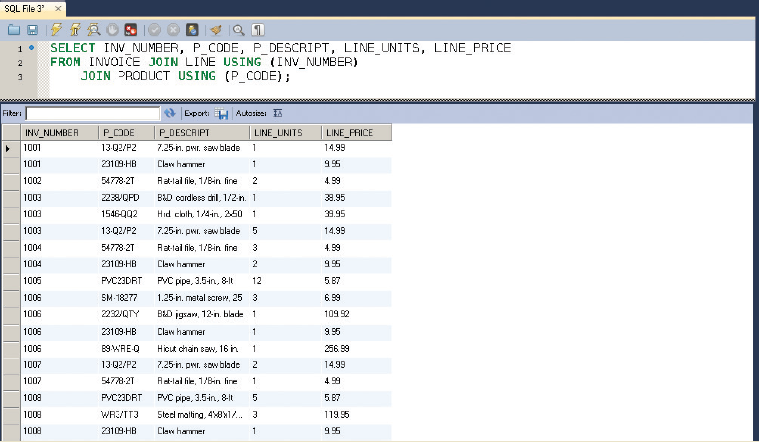 SQL File 3*
1 SELECT INV_NUMBER, P_CODE, P_DESCRIPT, LINE_UNITS, LINE_PRICE
2 FROM INVOICE JOIN LINE USING (INV_NUMBER)
3 JOIN PRODUCT USING (P_CODE);
Filter: Export: Autosize:
INV_NUMBER P_CODE P_DESCRIPT LINE_UNITS LINE_PRICE
1001 13-Q2/P2 7.25-in. pwr. saw blade 1 14.99
1001 23109-HB Claw hammer 1 9.95
1002 54778-2T Rat-tail file, 1/8-in. fine 2 4.99
1003 2238/QPD B&D cordless drill, 1/2-in. 1 38.95
1003 1546-QQ2 Hrd. cloth, 1/4-in., 2x50 1 39.95
1003 13-Q2/P2 7.25-in. pwr. saw blade 5 14.99
1004 54778-2T Rat-tail file, 1/8-in. fine 3 4.99
1004 23109-HB Claw hammer 2 9.95
1005 PVC23DRT PVC pipe, 3.5-in., 8-ft 12 5.87
1006 SM-18277 1.25-in. metal screw, 25 3 6.99
1006 2232/QTY B&D jigsaw, 12-in. blade 1 109.92
1006 23109-HB Claw hammer 1 9.95
1006 89-WRE-Q Hicut chain saw, 16 in. 1 256.99
1007 13-Q2/P2 7.25-in. pwr. saw blade 2 14.99
1007 54778-2T Rat-tail file, 1/8-in. fine 1 4.99
1008 PVC23DRT PVC pipe, 3.5-in., 8-ft 5 5.87
1008 WR3/TT3 Steel matting, 4'x8'x1/... 3 119.95
1008 23109-HB Claw hammer 1 9.95